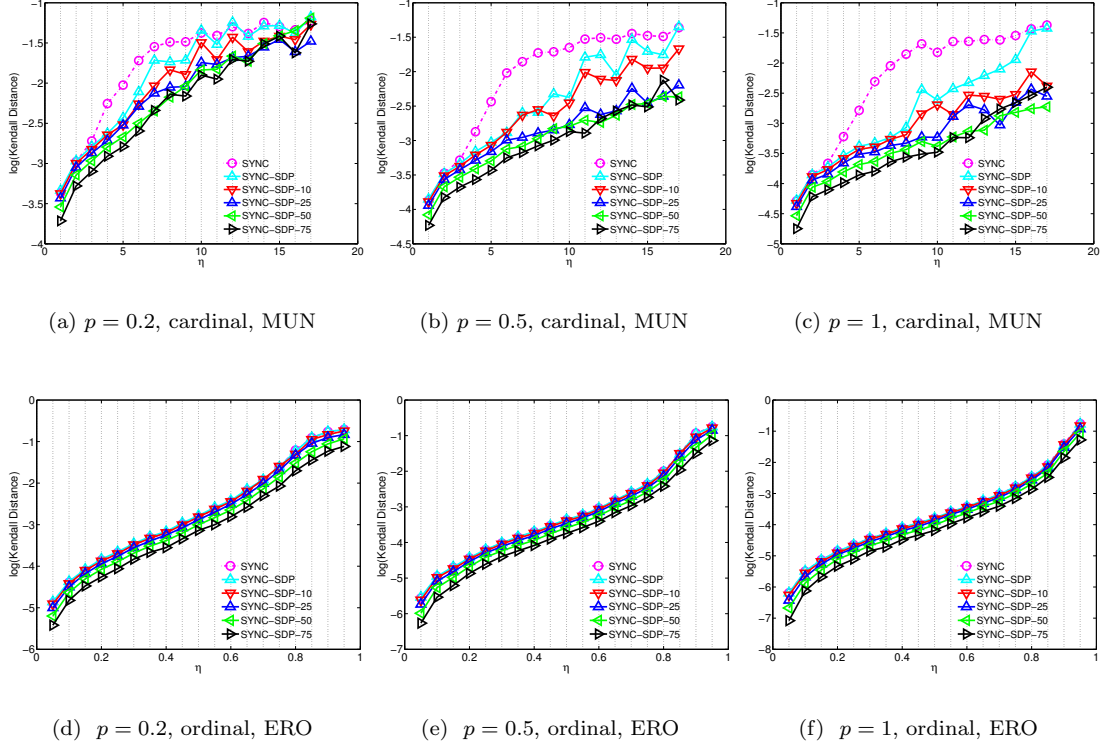 −1
−1.5
−2
−2.5
−3
−3.5
−4
log(Kendall Distance)
0 5 10 15 20
η
SYNC
SYNC−SDP
SYNC−SDP−10
SYNC−SDP−25
SYNC−SDP−50
SYNC−SDP−75
(a) p = 0.2, cardinal, MUN
−1
−1.5
−2
−2.5
−3
−3.5
−4
−4.5
log(Kendall Distance)
0 5 10 15 20
η
SYNC
SYNC−SDP
SYNC−SDP−10
SYNC−SDP−25
SYNC−SDP−50
SYNC−SDP−75
(b) p = 0.5, cardinal, MUN
−1
−1.5
−2
−2.5
−3
−3.5
−4
−4.5
−5
log(Kendall Distance)
0 5 10 15 20
η
SYNC
SYNC−SDP
SYNC−SDP−10
SYNC−SDP−25
SYNC−SDP−50
SYNC−SDP−75
(c) p = 1, cardinal, MUN
0
−1
−2
−3
−4
−5
−6
log(Kendall Distance)
0 0.2 0.4 0.6 0.8 1
η
SYNC
SYNC−SDP
SYNC−SDP−10
SYNC−SDP−25
SYNC−SDP−50
SYNC−SDP−75
(d) p = 0.2, ordinal, ERO
0
−1
−2
−3
−4
−5
−6
−7
log(Kendall Distance)
0 0.2 0.4 0.6 0.8 1
η
SYNC
SYNC−SDP
SYNC−SDP−10
SYNC−SDP−25
SYNC−SDP−50
SYNC−SDP−75
(e) p = 0.5, ordinal, ERO
0
−1
−2
−3
−4
−5
−6
−7
−8
log(Kendall Distance)
0 0.2 0.4 0.6 0.8 1
η
SYNC
SYNC−SDP
SYNC−SDP−10
SYNC−SDP−25
SYNC−SDP−50
SYNC−SDP−75
(f) p = 1, ordinal, ERO